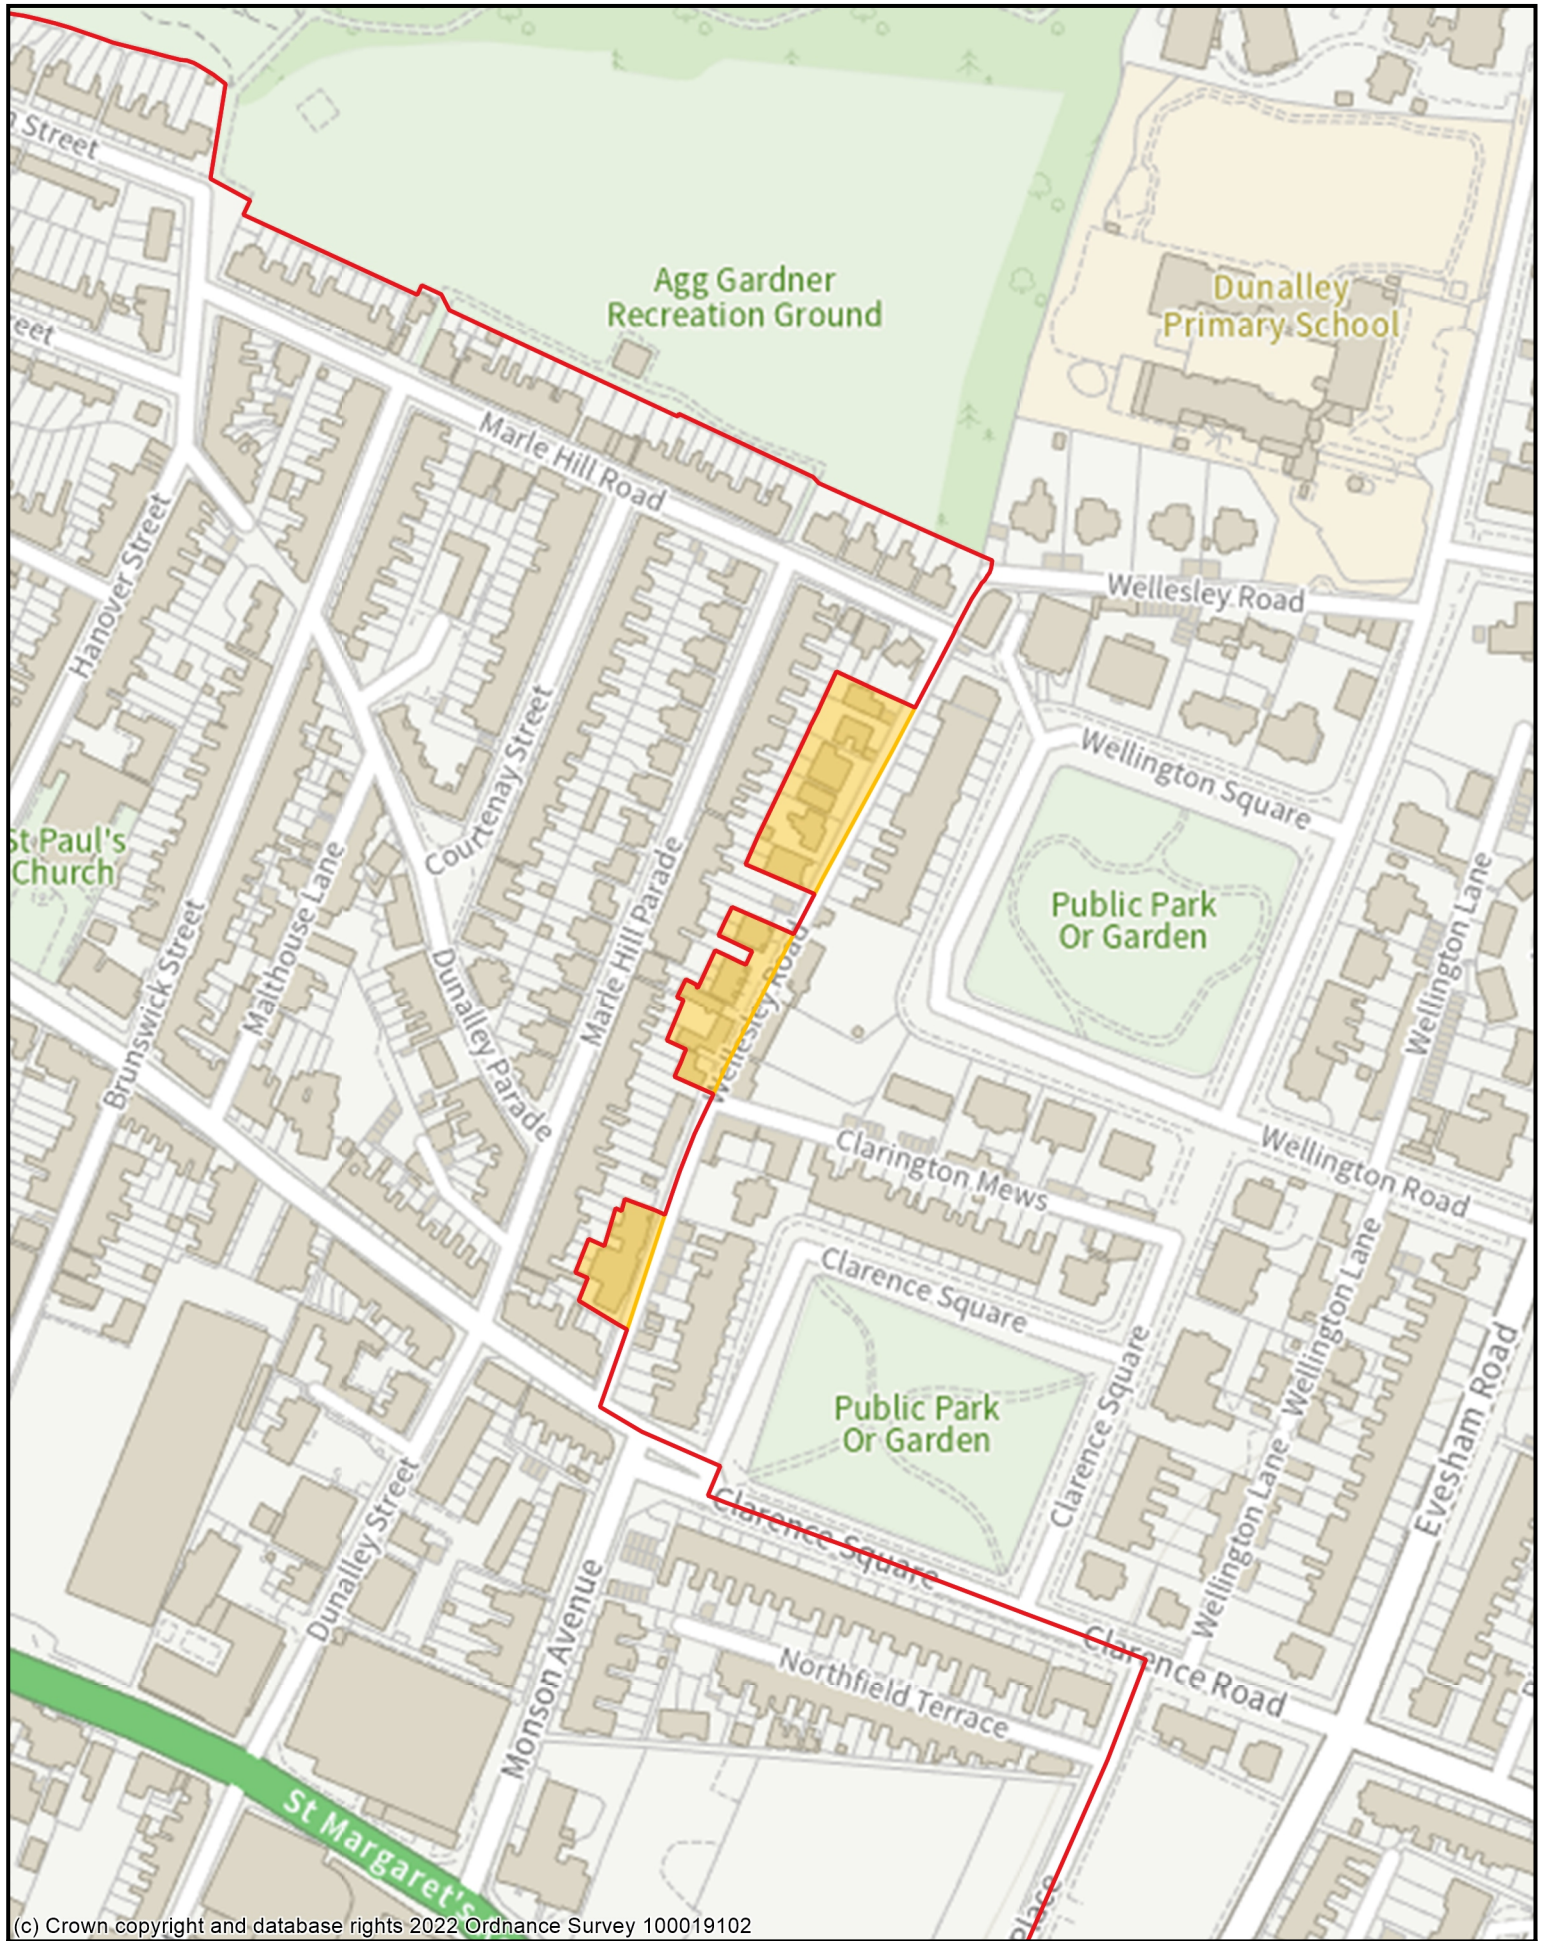 n Street
Agg Gardner
Recreation Ground
Dunalley
Primary School
eet
Marle Hill Road
Hanover Street
Wellesley Road
Courtenay Street
Wellington Square
St Paul's
Church
Malthouse Lane
Marle Hill Parade
Public Park
Or Garden
Wellington Lane
Brunswick Street
Dunalley Parade
Wellesley Road
Clarington Mews
Wellington Road
Clarence Square
Wellington Lane
Clarence Square
Evesham Road
Public Park
Or Garden
Wellington Lane
Clarence Square
Dunalley Street
Monson Avenue
Clarence Road
Northfield Terrace
St Margaret's
Place
(c) Crown copyright and database rights 2022 Ordnance Survey 100019102